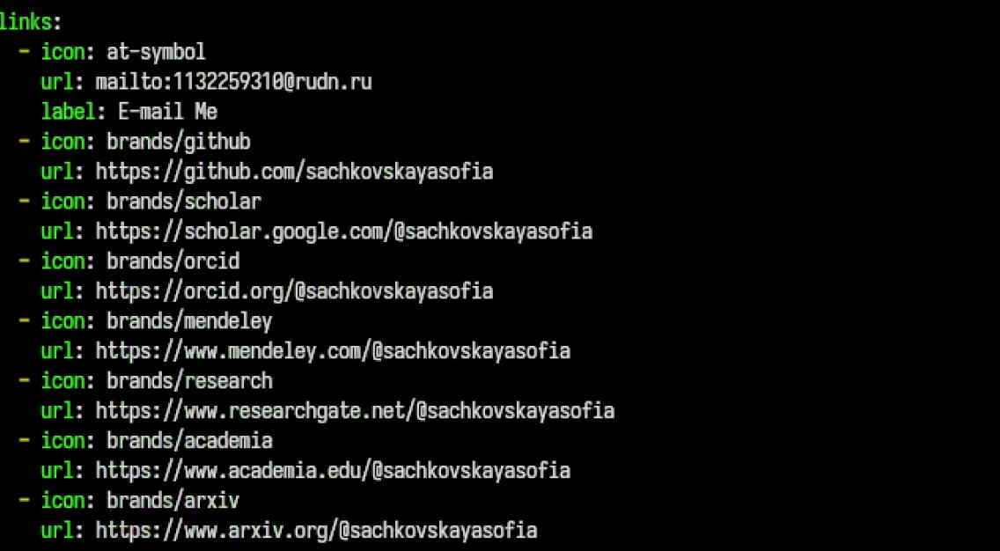 links:
  - icon: at-symbol
    url: mailto:1132259310@rudn.ru
    label: E-mail Me
  - icon: brands/github
    url: https://github.com/sachkovskayasofia
  - icon: brands/scholar
    url: https://scholar.google.com/@sachkovskayasofia
  - icon: brands/orcid
    url: https://orcid.org/@sachkovskayasofia
  - icon: brands/mendeley
    url: https://www.mendeley.com/@sachkovskayasofia
  - icon: brands/research
    url: https://www.researchgate.net/@sachkovskayasofia
  - icon: brands/academia
    url: https://www.academia.edu/@sachkovskayasofia
  - icon: brands/arxiv
    url: https://www.arxiv.org/@sachkovskayasofia